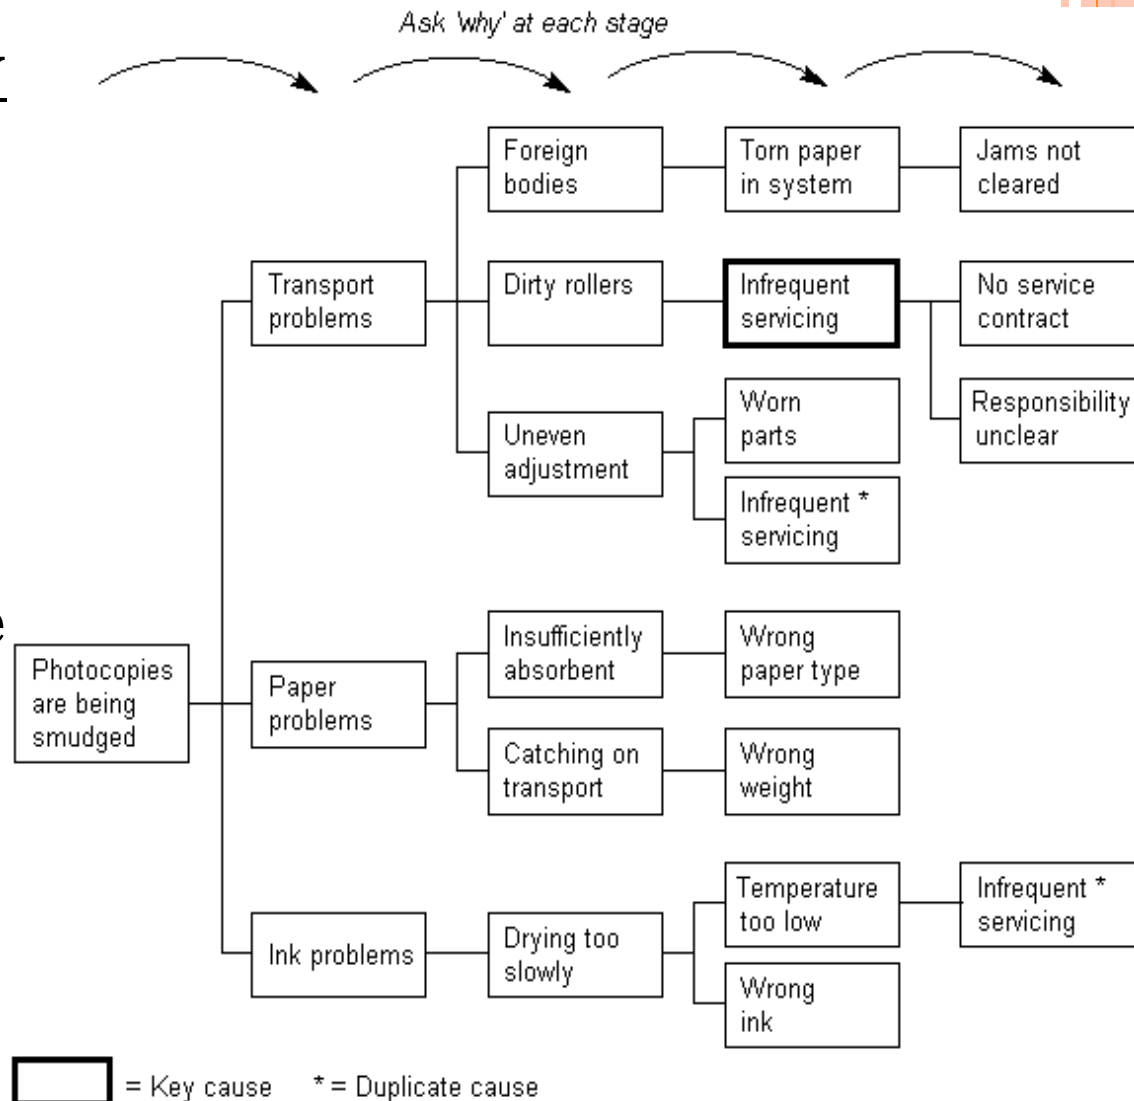 Ask 'why' at each stage
Foreign
bodies
Torn paper
in system
Jams not
cleared
Transport
problems
Dirty rollers
Infrequent
servicing
No service
contract
Worn
parts
Responsibility
unclear
Uneven
adjustment
Infrequent *
servicing
Photocopies
are being
smudged
Paper
problems
Insufficiently
absorbent
Wrong
paper type
Catching on
transport
Wrong
weight
Ink problems
Drying too
slowly
Temperature
too low
Infrequent *
servicing
Wrong
ink
= Key cause * = Duplicate cause